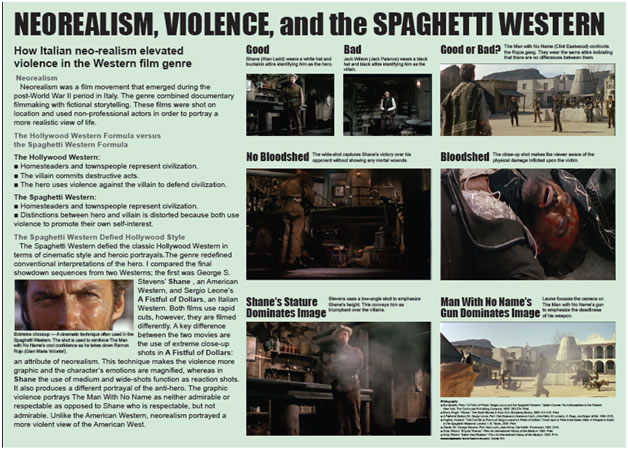 NEOREALISM, VIOLENCE, and the SPAGHETTI WESTERN
How Italian neo-realism elevated
violence in the Western film genre
Neorealism
Neorealism was a film movement that emerged during the
post-World War II period in Italy. The genre combined documentary
filmmaking with fictional storytelling. These films were shot on
location and used non-professional actors in order to portray a
more realistic view of life.
The Hollywood Western Formula versus
the Spaghetti Western Formula
The Hollywood Western:
■ Homesteaders and townspeople represent civilization.
■ The villain commits destructive acts.
■ The hero uses violence against the villain to defend civilization.
The Spaghetti Western:
■ Homesteaders and townspeople represent civilization.
■ Distinctions between hero and villain is distorted because both use
violence to promote their own self-interest.
The Spaghetti Western Defied Hollywood Style
The Spaghetti Western defied the classic Hollywood Western in
terms of cinematic style and heroic portrayals.The genre redefined
conventional interpretations of the hero. I compared the final
showdown sequences from two Westerns; the first was George S.
Stevens' Shane , an American
Western, and Sergio Leone's
A Fistful of Dollars, an Italian
Western. Both films use rapid
cuts, however, they are filmed
differently. A key difference
between the two movies are
the use of extreme close-up
shots in A Fistful of Dollars:
Extreme closeup — A cinematic technique often used in the
Spaghetti Western. The shot is used to reinforce the Man
with No Name's cool confidence as he takes down Ramon
Rojo (Gian Maria Volonte).
an attribute of neorealism. This technique makes the violence more
graphic and the character's emotions are magnified, whereas in
Shane the use of medium and wide-shots function as reaction shots.
It also produces a different portrayal of the anti-hero. The graphic
violence portrays The Man With No Name as neither admirable or
respectable as opposed to Shane who is respectable, but not
admirable. Unlike the American Western, neorealism portrayed a
more violent view of the American West.
Good
Shane (Alan Ladd) wears a white hat and
buckskin attire identifying him as the hero.
Bad
Jack Wilson (Jack Palance) wears a black
hat and black attire identifying him as the
villain.
Good or Bad?
The Man with No Name (Clint Eastwood) confronts
the Rojos gang. They wear the same attire indicating
that there are no differences between them.
No Bloodshed
The wide-shot captures Shane's victory over his
opponent without showing any mortal wounds.
Bloodshed
The close-up shot makes the viewer aware of the
physical damage inflicted upon the victim.
Shane's Stature
Dominates Image
Stevens uses a low-angle shot to emphasize
Shane's height. This conveys him as
triumphant over the villains.
Man With No Name's
Gun Dominates Image
Leone focuses the camera on
The Man with No Name's gun
to emphasize the deadliness
of his weapon.
Bibliography